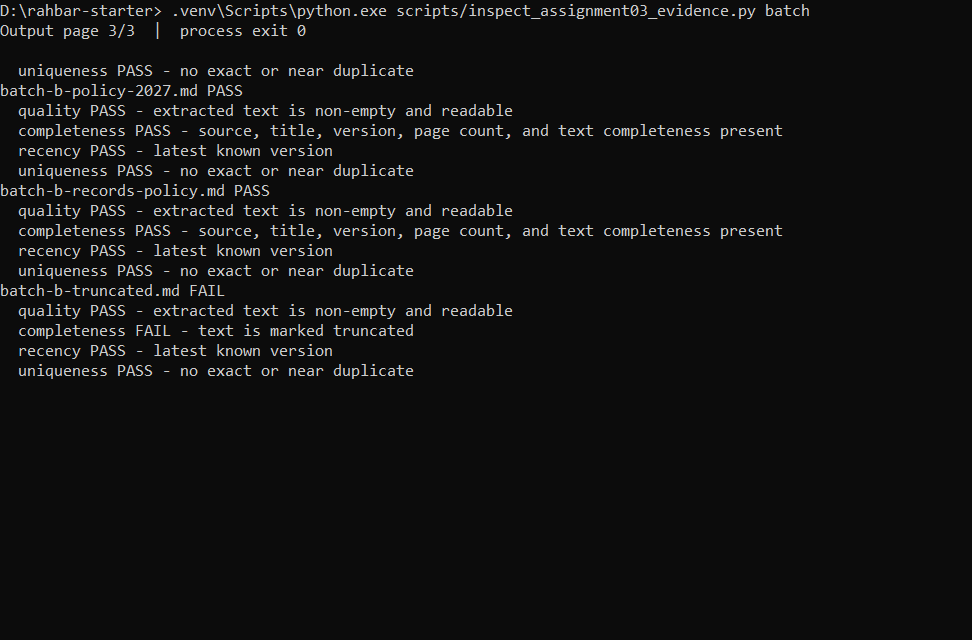 D:\rahbar-starter> .venv\Scripts\python.exe scripts/inspect_assignment03_evidence.py batch
Output page 3/3  |  process exit 0

  uniqueness PASS - no exact or near duplicate
batch-b-policy-2027.md PASS
  quality PASS - extracted text is non-empty and readable
  completeness PASS - source, title, version, page count, and text completeness present
  recency PASS - latest known version
  uniqueness PASS - no exact or near duplicate
batch-b-records-policy.md PASS
  quality PASS - extracted text is non-empty and readable
  completeness PASS - source, title, version, page count, and text completeness present
  recency PASS - latest known version
  uniqueness PASS - no exact or near duplicate
batch-b-truncated.md FAIL
  quality PASS - extracted text is non-empty and readable
  completeness FAIL - text is marked truncated
  recency PASS - latest known version
  uniqueness PASS - no exact or near duplicate